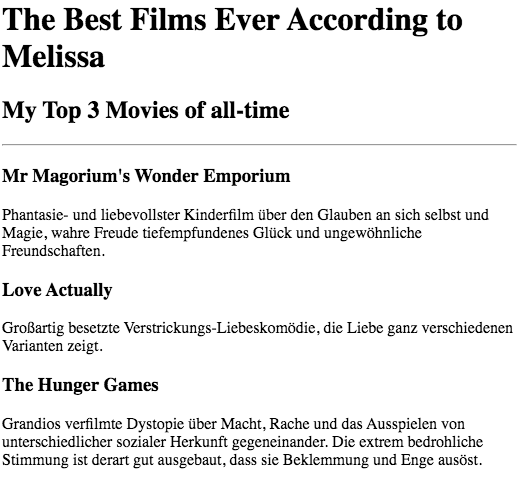 The Best Films Ever According to
Melissa
My Top 3 Movies of all-time
Mr Magorium's Wonder Emporium
Phantasie- und liebevollster Kinderfilm über den Glauben an sich selbst und
Magie, wahre Freude tiefempfundenes Glück und ungewöhnliche
Freundschaften.
Love Actually
Großartig besetzte Verstrickungs-Liebeskomödie, die Liebe ganz verschiedenen
Varianten zeigt.
The Hunger Games
Grandios verfilmte Dystopie über Macht, Rache und das Ausspielen von
unterschiedlicher sozialer Herkunft gegeneinander. Die extrem bedrohliche
Stimmung ist derart gut ausgebaut, dass sie Beklemmung und Enge ausöst.